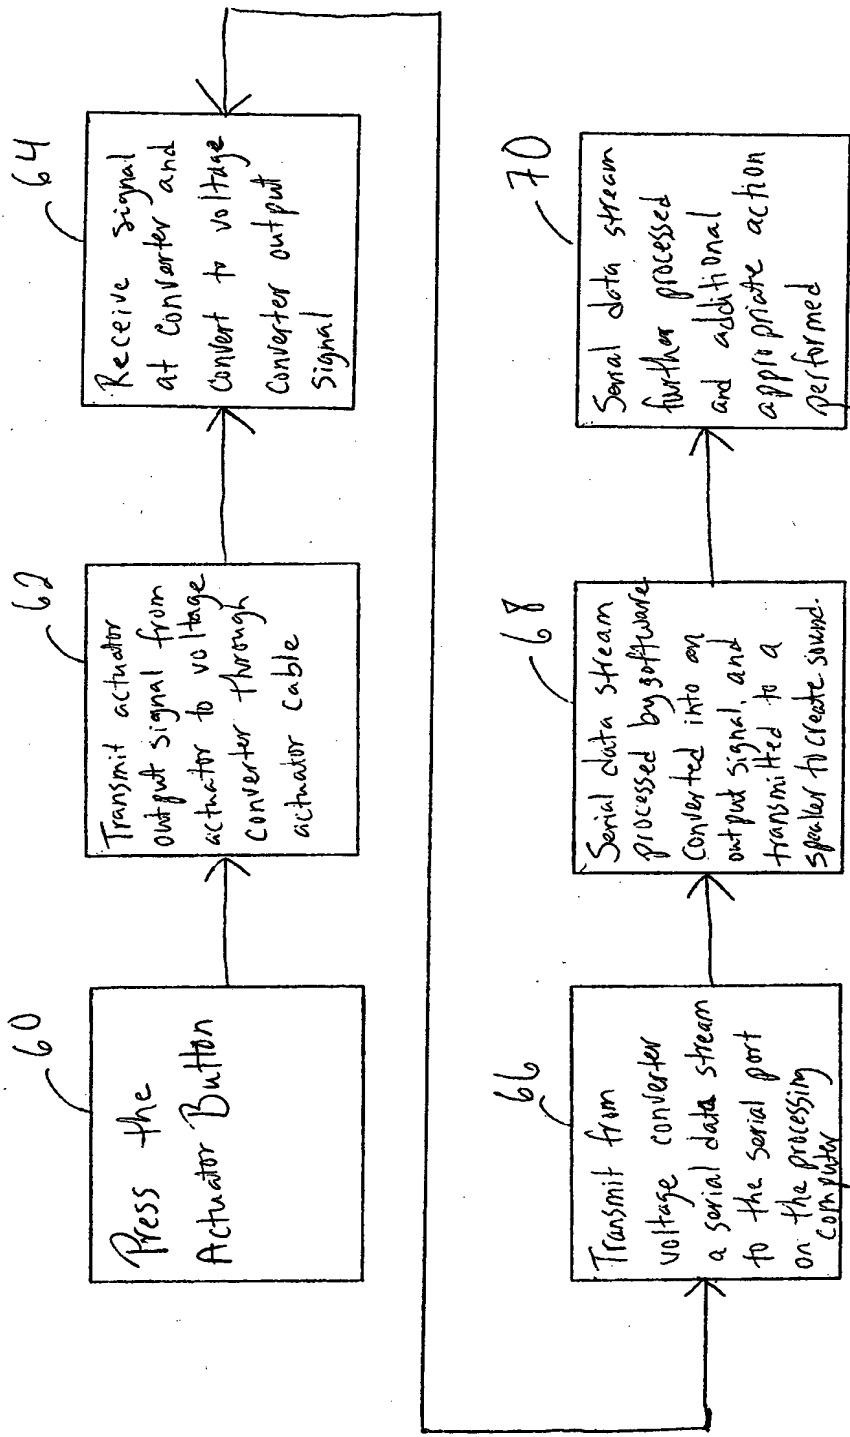 60
Press the
Actuator Button
62
Transmit actuator
output signal from
actuator to voltage
converter through
actuator cable
64
Receive signal
at converter and
convert to voltage
converter output
signal
66
Transmit from
voltage converter
a serial data stream
to the serial port
on the processing
computer
68
Serial data stream
processed by software
converted into an
output signal, and
transmitted to a
speaker to create sound.
70
Serial data stream
further processed
and additional
appropriate action
performed